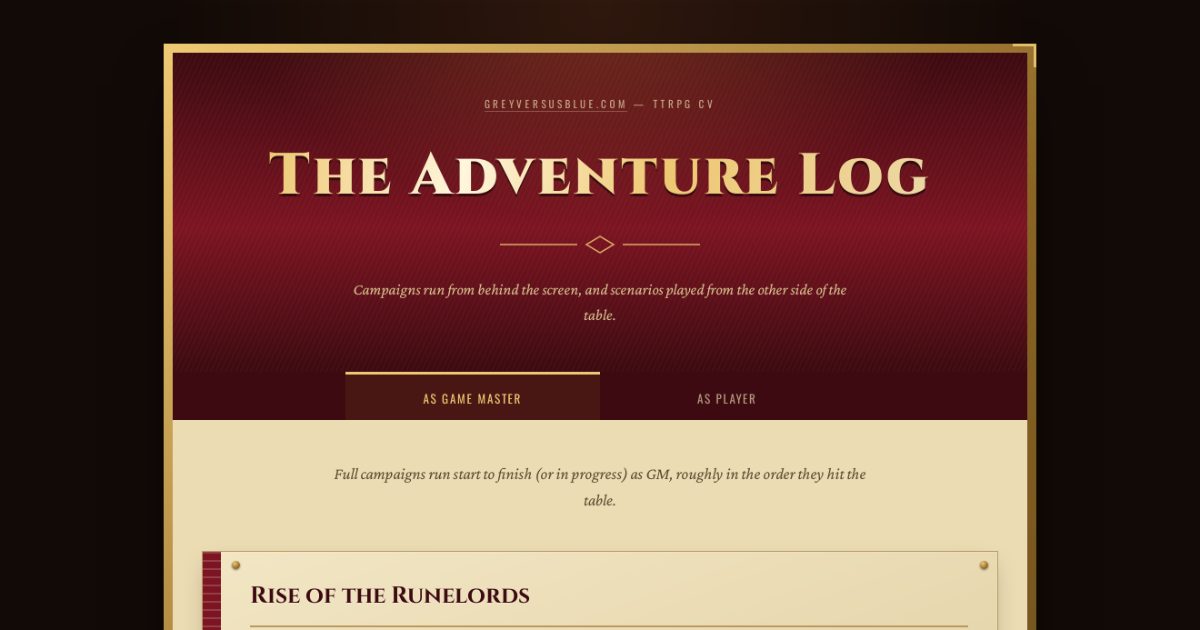 GREYVERSUSBLUE.COM — TTRPG CV
The Adventure Log
Campaigns run from behind the screen, and scenarios played from the other side of the
table.
AS GAME MASTER
AS PLAYER
Full campaigns run start to finish (or in progress) as GM, roughly in the order they hit the
table.
Rise of the Runelords